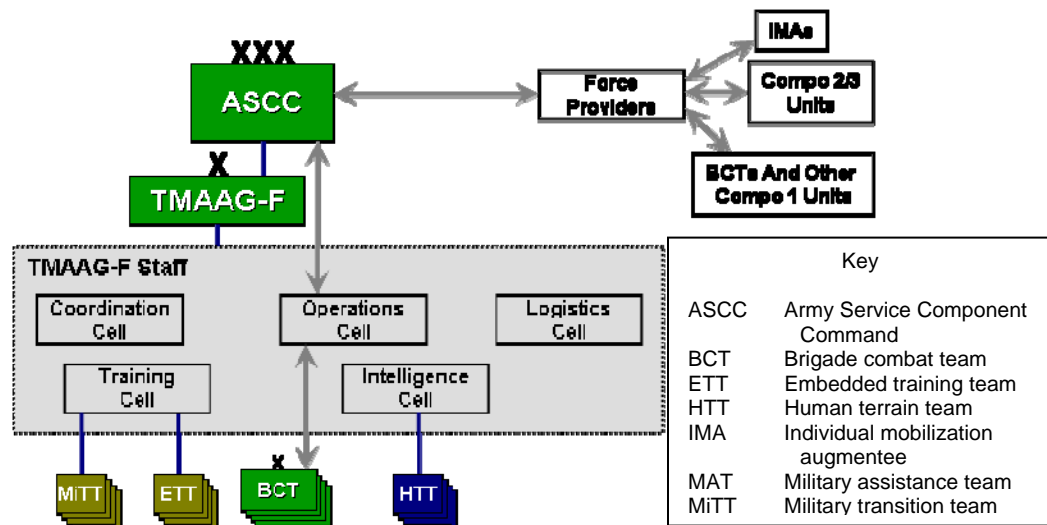 XXX
ASCC
X
TMAAG-F
Force
Providers
IMAs
Compo 2/3
Units
BCTs And Other
Compo 1 Units
TMAAG-F Staff
Coordination
Cell
Operations
Cell
Logistics
Cell
Training
Cell
Intelligence
Cell
MiTT
ETT
x
BCT
HTT
Key
ASCC Army Service Component
Command
BCT Brigade combat team
ETT Embedded training team
HTT Human terrain team
IMA Individual mobilization
augmentee
MAT Military assistance team
MiTT Military transition team